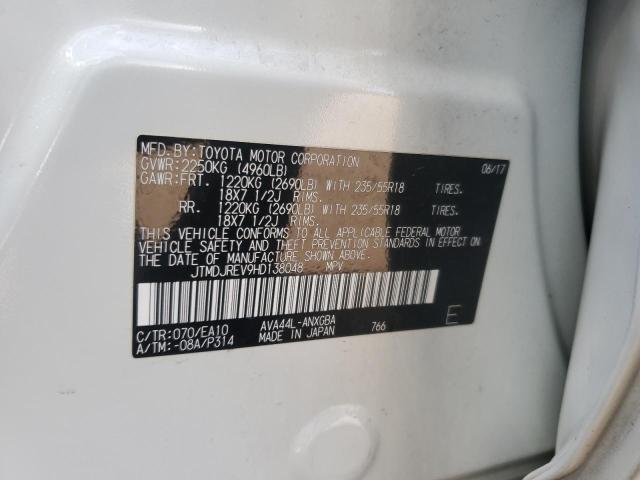 MFD. BY: TOYOTA MOTOR CORPORATION 06/17
GVWR: 2250KG (4960LB)
GAWR: FRT. 1220KG (2690LB) WITH 235/55R18 TIRES.
18X7 1/2J RIMS.
RR. 1220KG (2690LB) WITH 235/55R18 TIRES.
18X7 1/2J RIMS.
THIS VEHICLE CONFORMS TO ALL APPLICABLE FEDERAL MOTOR
VEHICLE SAFETY AND THEFT PREVENTION STANDARDS IN EFFECT ON
THE DATE OF MANUFACTURE SHOWN ABOVE.
JTMDJREV9HD138048 MPV
C/TR: 070/EA10 AVA44L-ANXGBA 766 E
A/TM: -08A/P314 MADE IN JAPAN